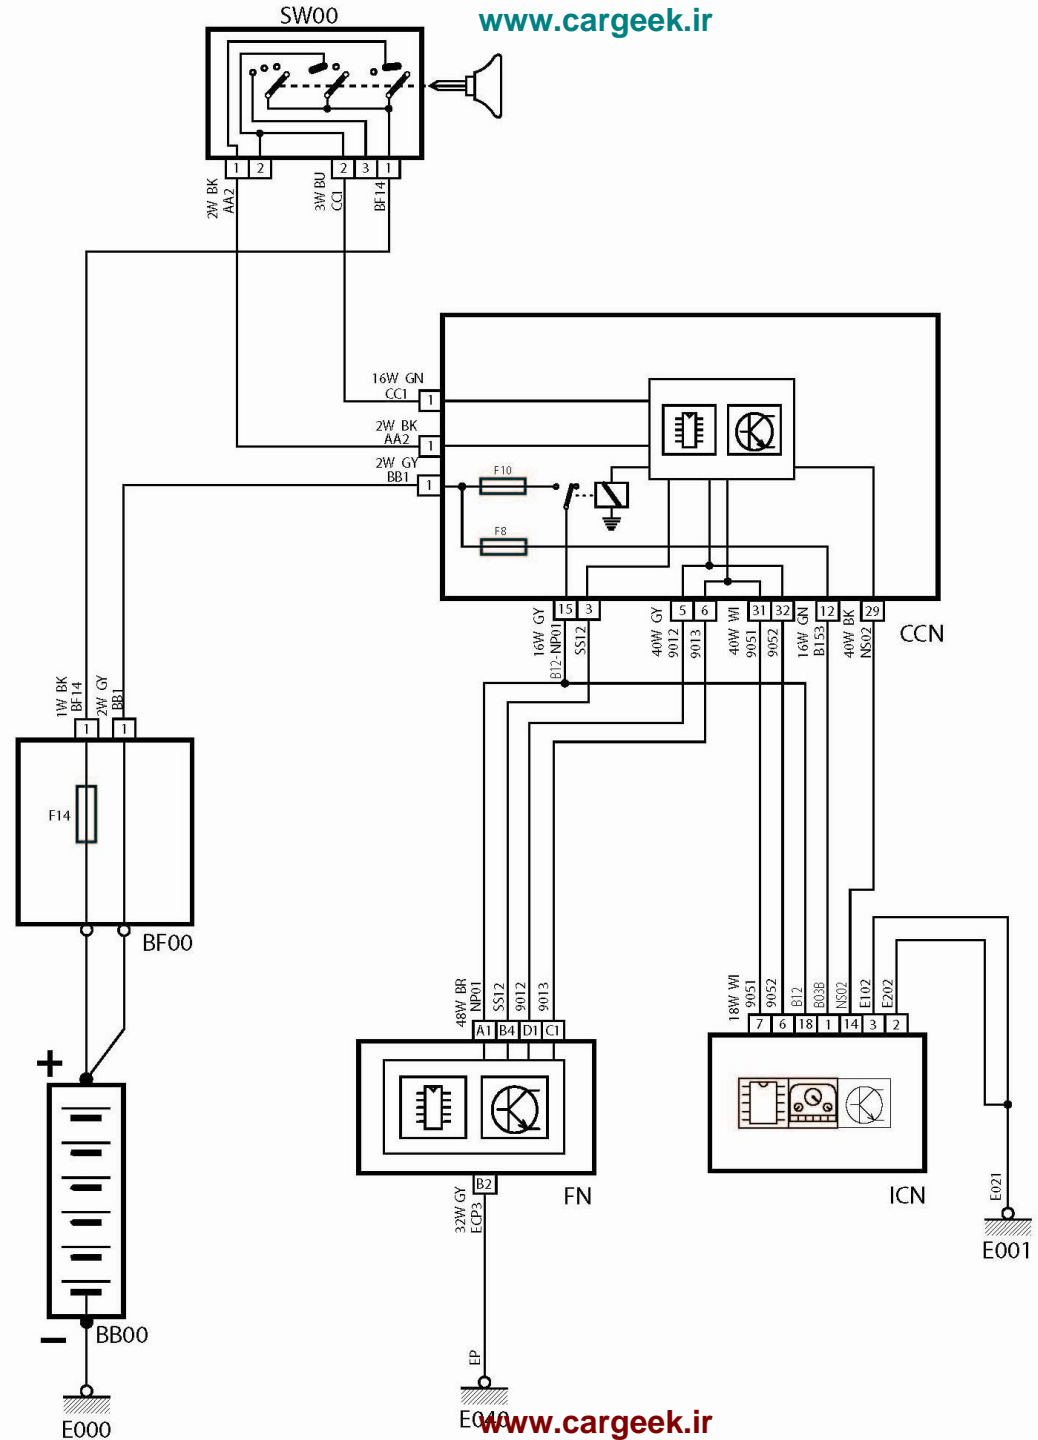 SW00
www.cargeek.ir
1 2 2 3 1
2W BK
AA2
3W BU
CC1
BF14
16W GN
CC1
1
2W BK
AA2
1
2W GY
BB1
1
F10
F8
15 3 5 6 31 32 12 29
CCN
16W GY
B12-NP01
SS12
40W GY
9012
9013
40W WI
9051
9052
16W GN
B153
40W BK
NS02
1W BK
BF14
2W GY
BB1
1 1
F14
BF00
48W BR
NP01
SS12
9012
9013
A1 B4 D1 C1
18W WI
9051
9052
B12
B03B
NS02
E102
E202
7 6 18 1 14 3 2
+
B2
FN
ICN
32W GY
ECP3
E021
E001
−
BB00
EP
E000
E040
www.cargeek.ir